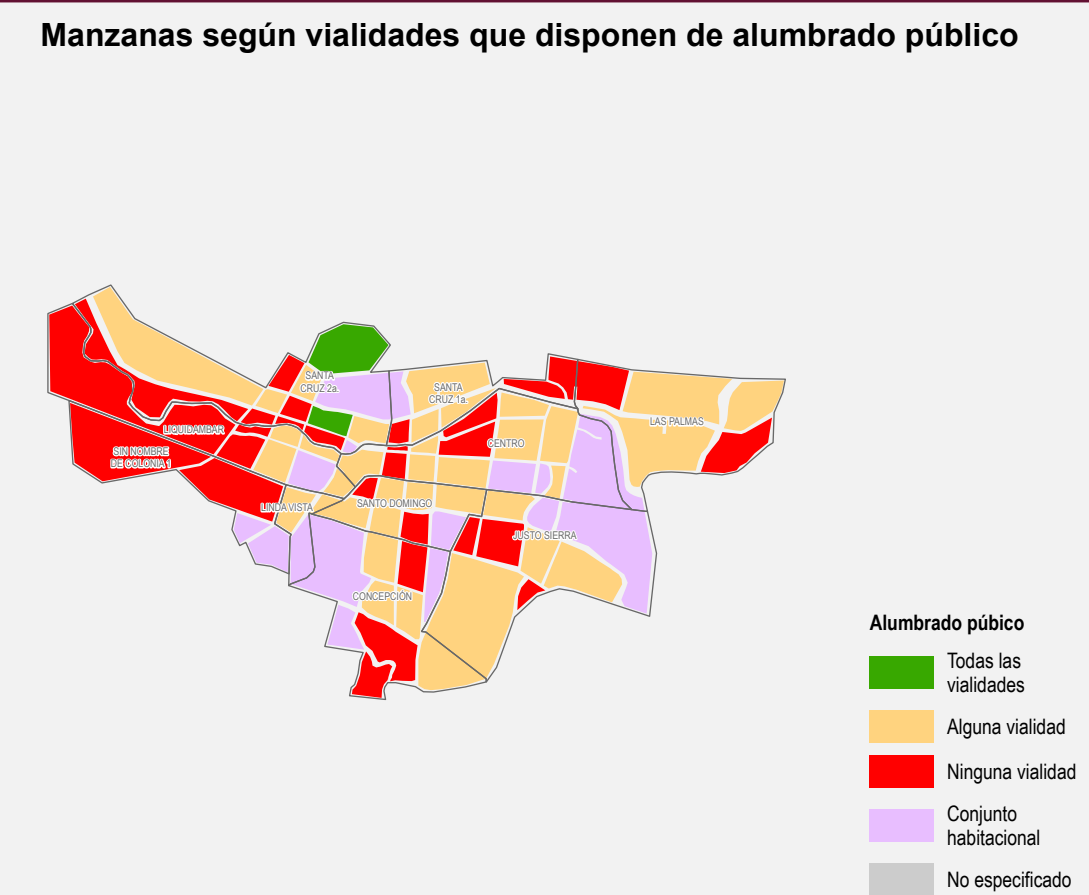 Manzanas según vialidades que disponen de alumbrado público
SANTA
CRUZ 2a.
SANTA
CRUZ 1a.
LAS PALMAS
LIQUIDAMBAR
CENTRO
SIN NOMBRE
DE COLONIA 1
LINDA VISTA
SANTO DOMINGO
JUSTO SIERRA
CONCEPCIÓN
Alumbrado púbico
Todas las
vialidades
Alguna vialidad
Ninguna vialidad
Conjunto
habitacional
No especificado